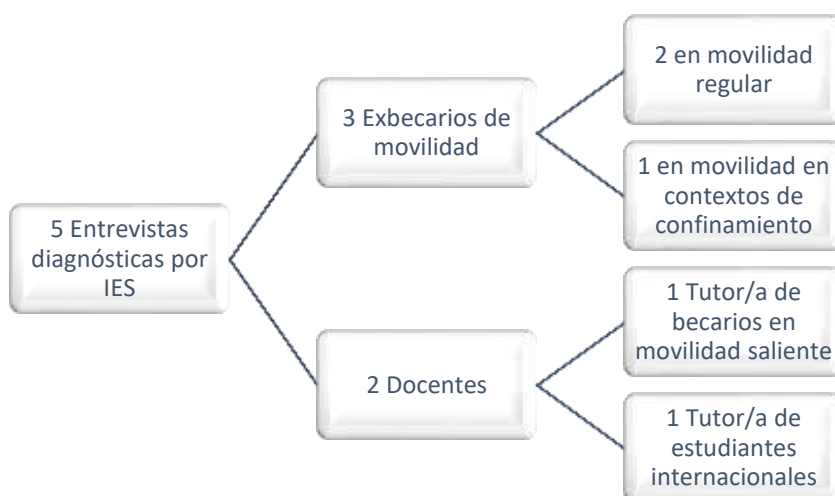 5 Entrevistas
diagnósticas por
IES
3 Exbecarios de
movilidad
2 en movilidad
regular
1 en movilidad en
contextos de
confinamiento
2 Docentes
1 Tutor/a de
becarios en
movilidad saliente
1 Tutor/a de
estudiantes
internacionales